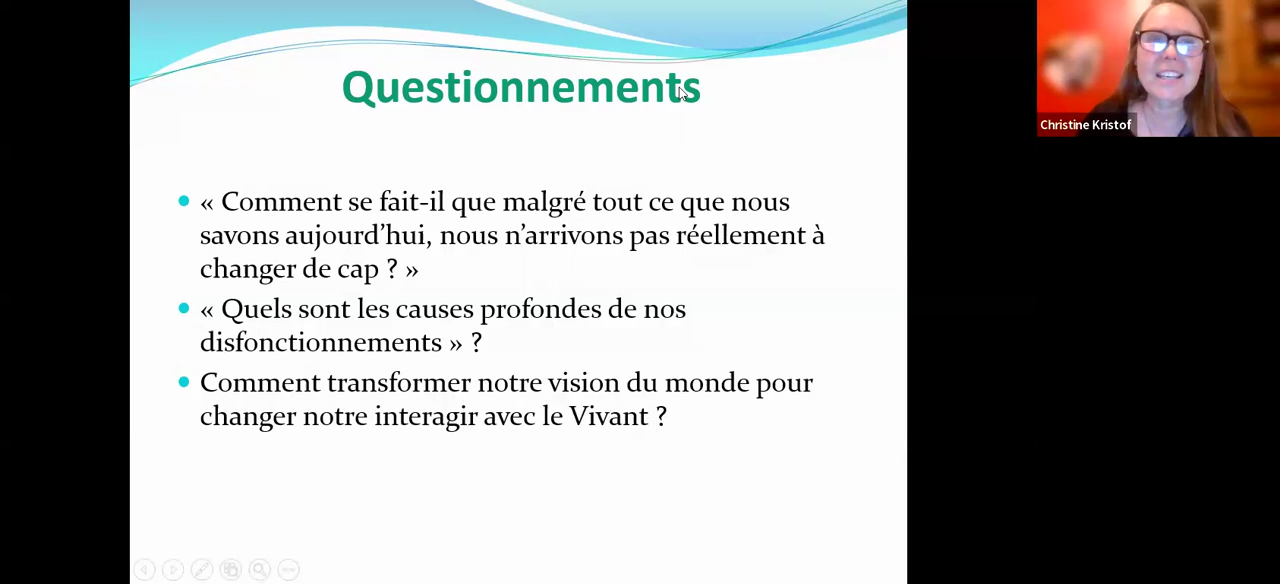 Questionnements
« Comment se fait-il que malgré tout ce que nous
savons aujourd’hui, nous n’arrivons pas réellement à
changer de cap ? »
« Quels sont les causes profondes de nos
disfonctionnements » ?
Comment transformer notre vision du monde pour
changer notre interagir avec le Vivant ?
Christine Kristof